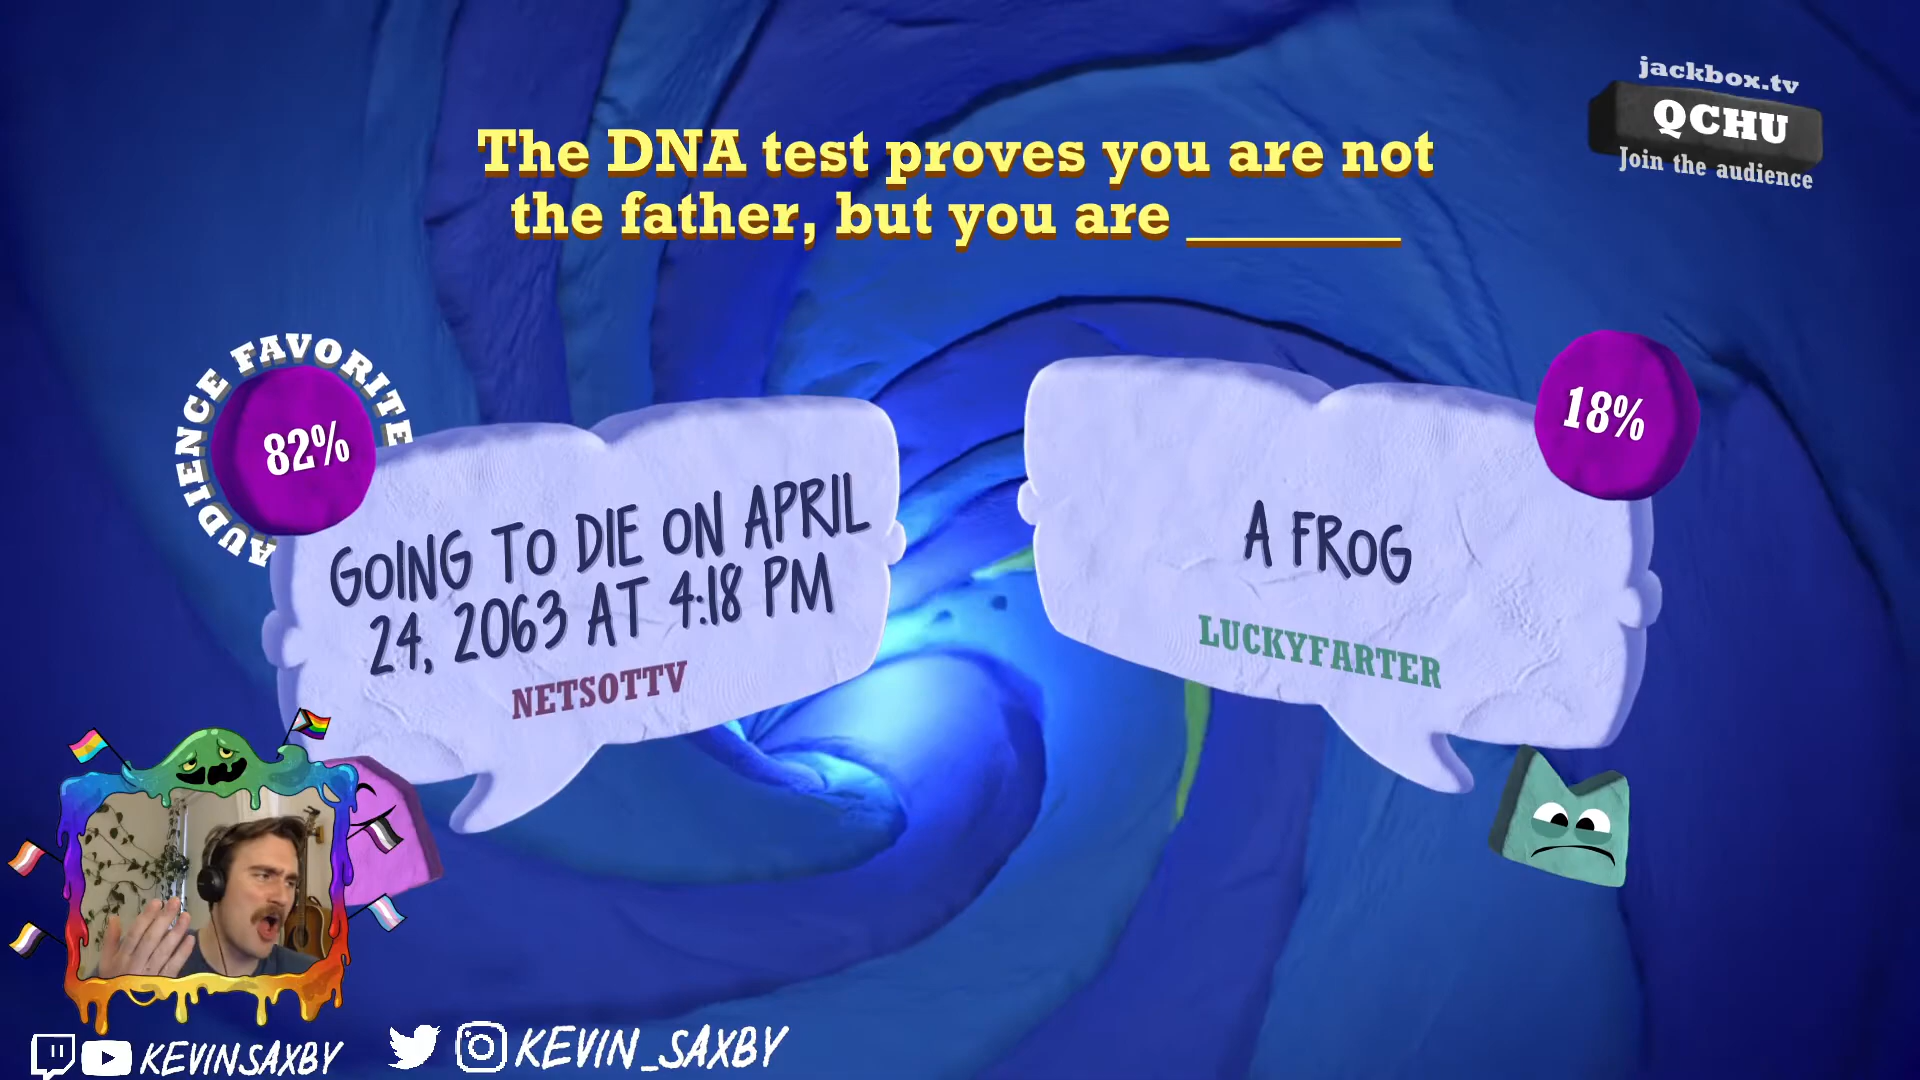 jackbox.tv
QCHU
Join the audience
The DNA test proves you are not
the father, but you are ________
AUDIENCE FAVORITE
82%
GOING TO DIE ON APRIL
24, 2063 AT 4:18 PM
NETSOTTV
18%
A FROG
LUCKYFARTER
KEVINSAXBY
KEVIN_SAXBY